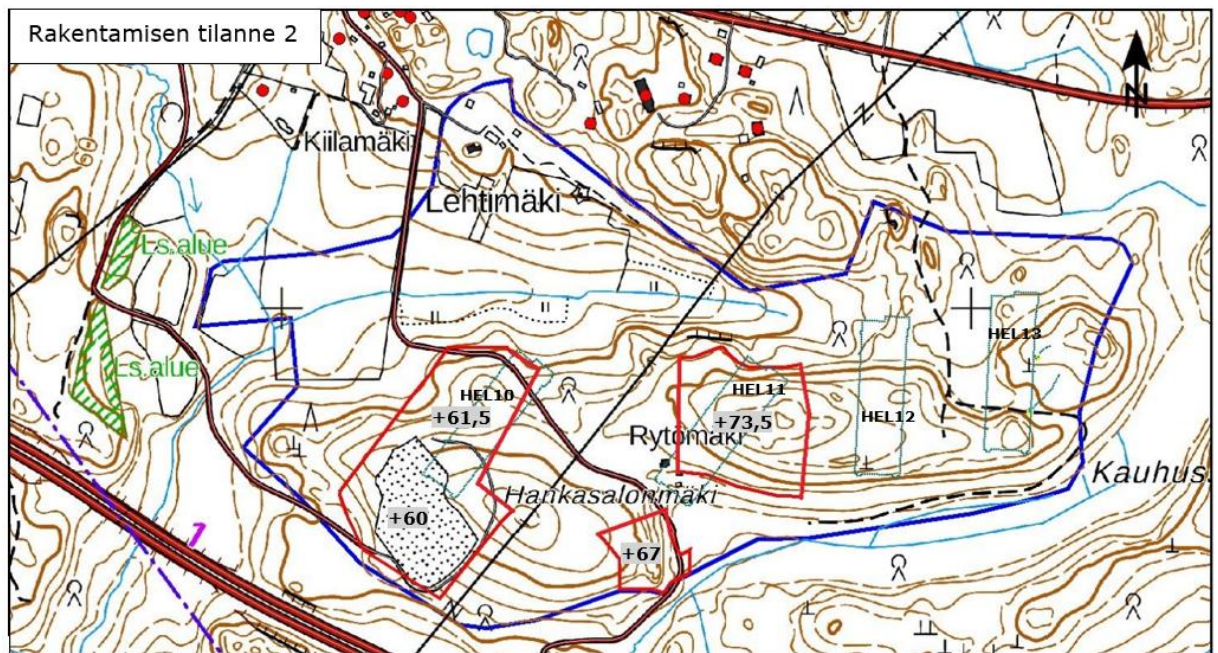 Rakentamisen tilanne 2
N
Kiilamäki
Lehtimäki
Ls.alue
Ls.alue
HEL13
HEL10
HEL11
+61,5
+73,5
HEL12
Rytömäki
Hankasalonmäki
Kauhus.
+60
7
+67